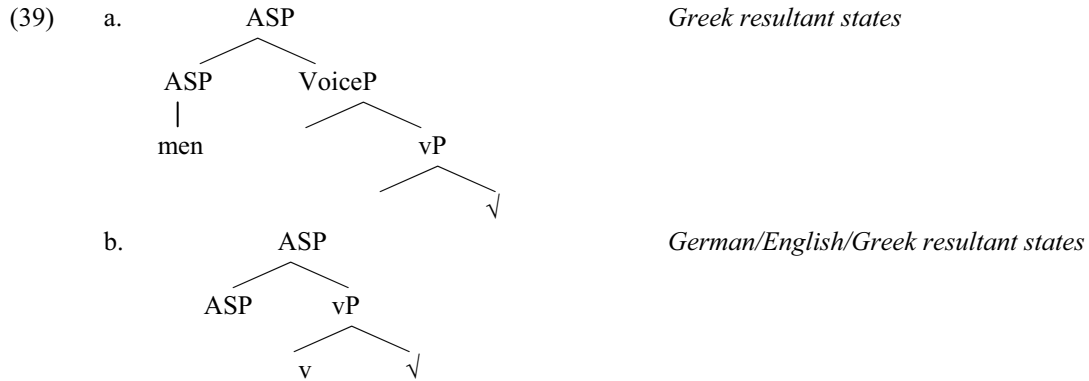 (39) a. ASP Greek resultant states
ASP VoiceP
men
vP
√
b. ASP German/English/Greek resultant states
ASP vP
v √